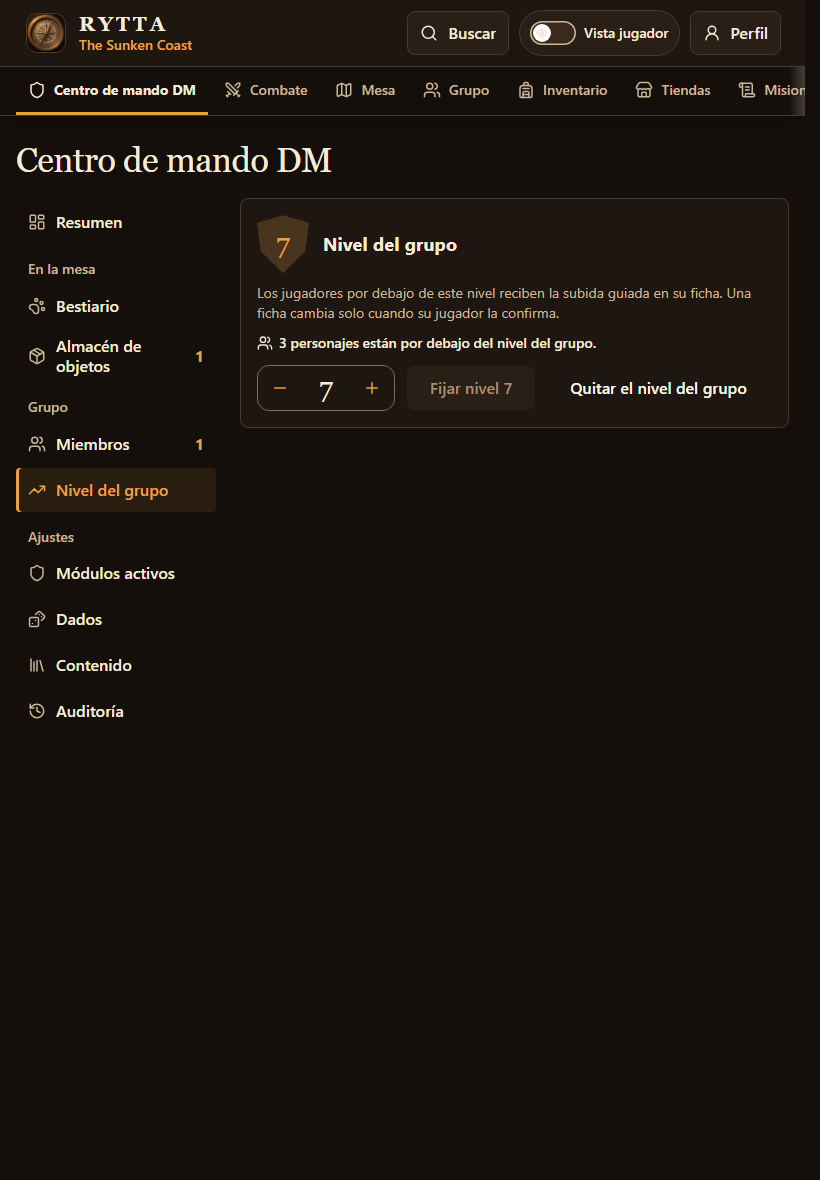 RYTTA
The Sunken Coast
Buscar
Vista jugador
Perfil
Centro de mando DM
Combate
Mesa
Grupo
Inventario
Tiendas
Mision
Centro de mando DM
Resumen
En la mesa
Bestiario
Almacén de
objetos
1
Grupo
Miembros
1
Nivel del grupo
Ajustes
Módulos activos
Dados
Contenido
Auditoría
7
Nivel del grupo
Los jugadores por debajo de este nivel reciben la subida guiada en su ficha. Una
ficha cambia solo cuando su jugador la confirma.
3 personajes están por debajo del nivel del grupo.
− 7 +
Fijar nivel 7
Quitar el nivel del grupo